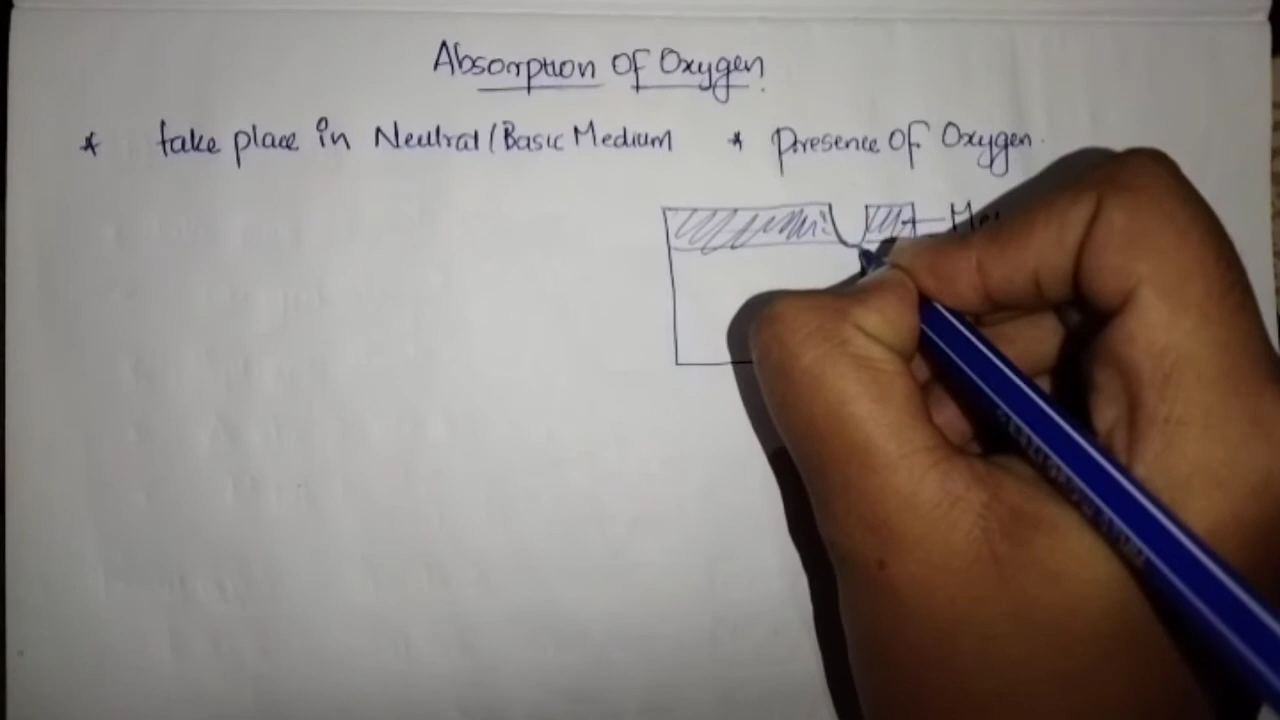 Absorption Of Oxygen.
* take place in Neutral/Basic Medium * Presence Of Oxygen.